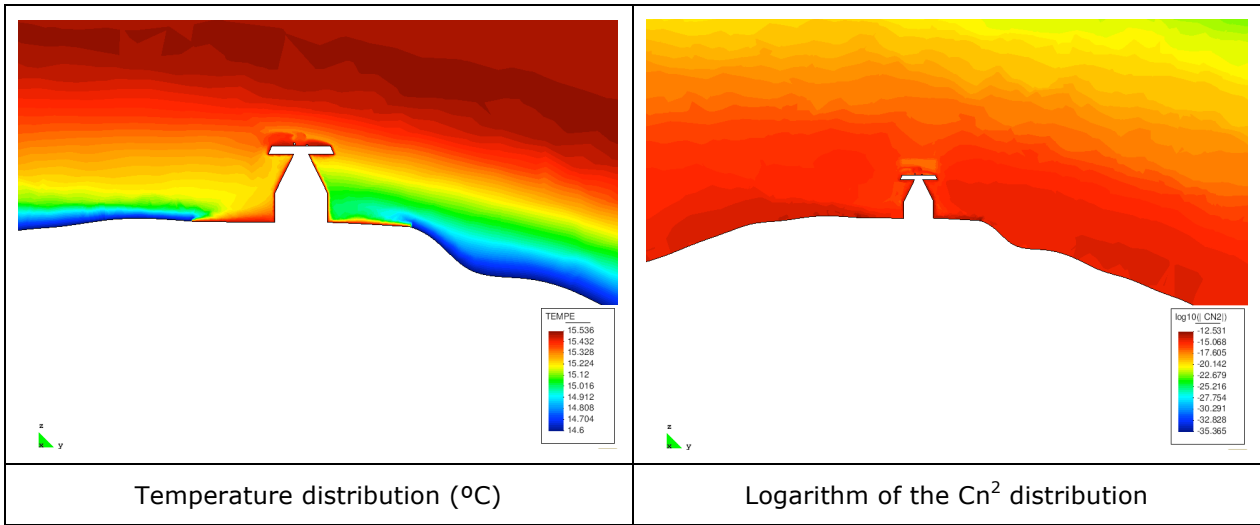 TEMPE
15.536
15.432
15.328
15.224
15.12
15.016
14.912
14.808
14.704
14.6
z
x y
log10(| CN2|)
-12.531
-15.068
-17.605
-20.142
-22.679
-25.216
-27.754
-30.291
-32.828
-35.365
z
x y
Temperature distribution (ºC)
Logarithm of the Cn² distribution